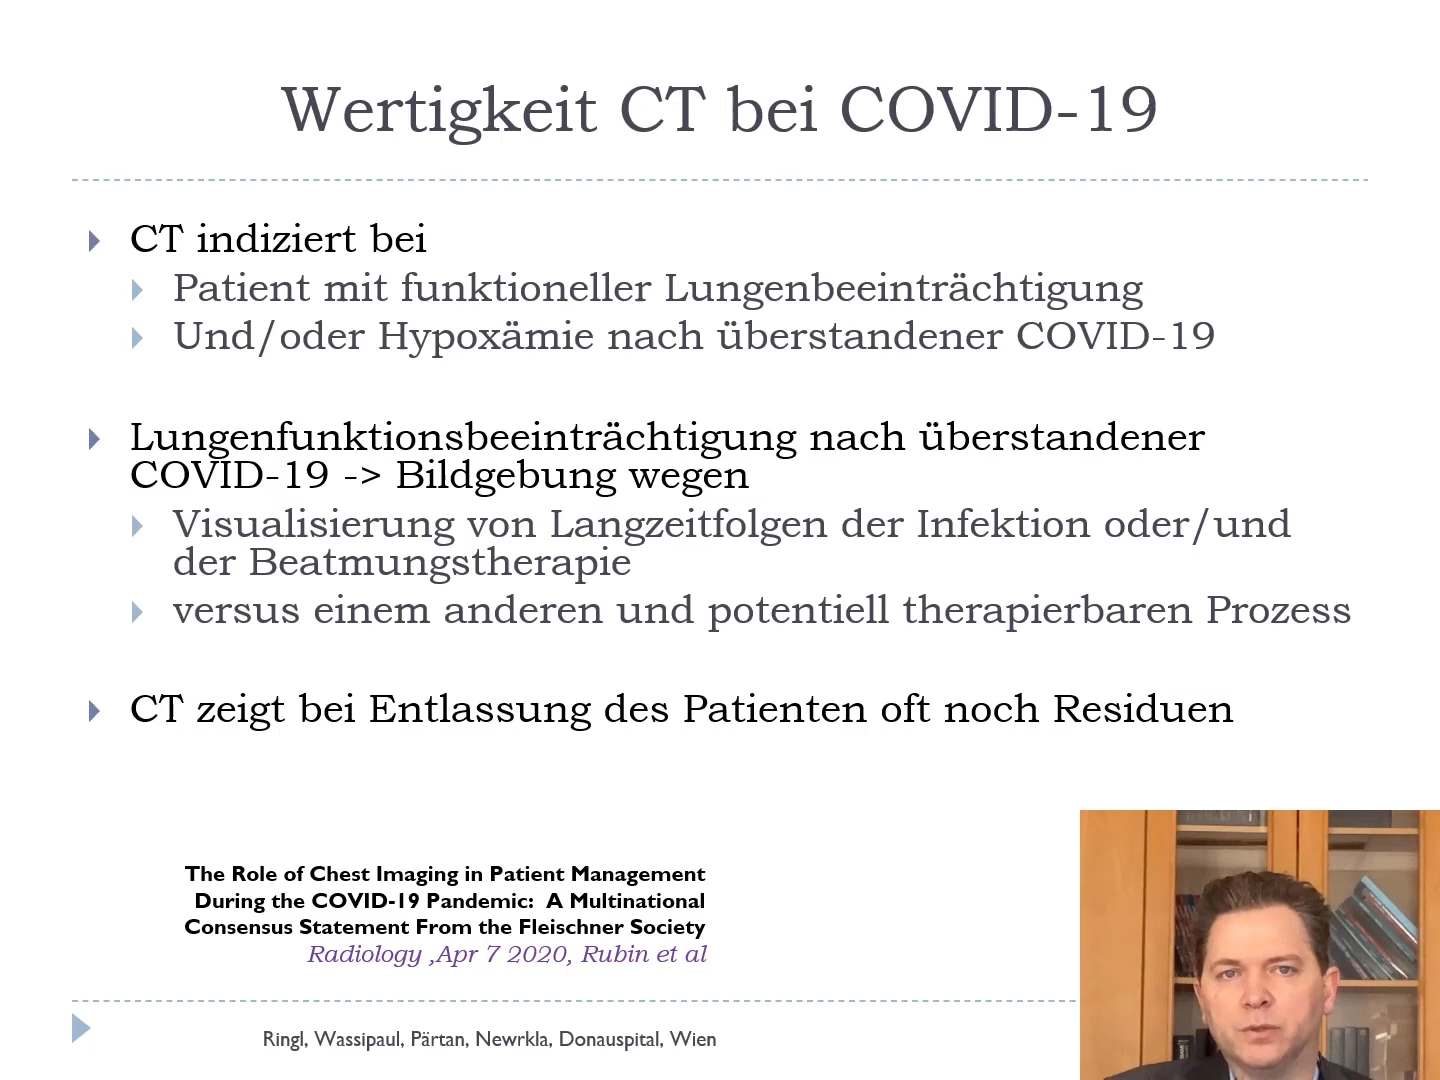 Wertigkeit CT bei COVID-19
CT indiziert bei
Patient mit funktioneller Lungenbeeinträchtigung
Und/oder Hypoxämie nach überstandener COVID-19
Lungenfunktionsbeeinträchtigung nach überstandener
COVID-19 -> Bildgebung wegen
Visualisierung von Langzeitfolgen der Infektion oder/und
der Beatmungstherapie
versus einem anderen und potentiell therapierbaren Prozess
CT zeigt bei Entlassung des Patienten oft noch Residuen
The Role of Chest Imaging in Patient Management
During the COVID-19 Pandemic: A Multinational
Consensus Statement From the Fleischner Society
Radiology ,Apr 7 2020, Rubin et al
Ringl, Wassipaul, Pärtan, Newrkla, Donauspital, Wien